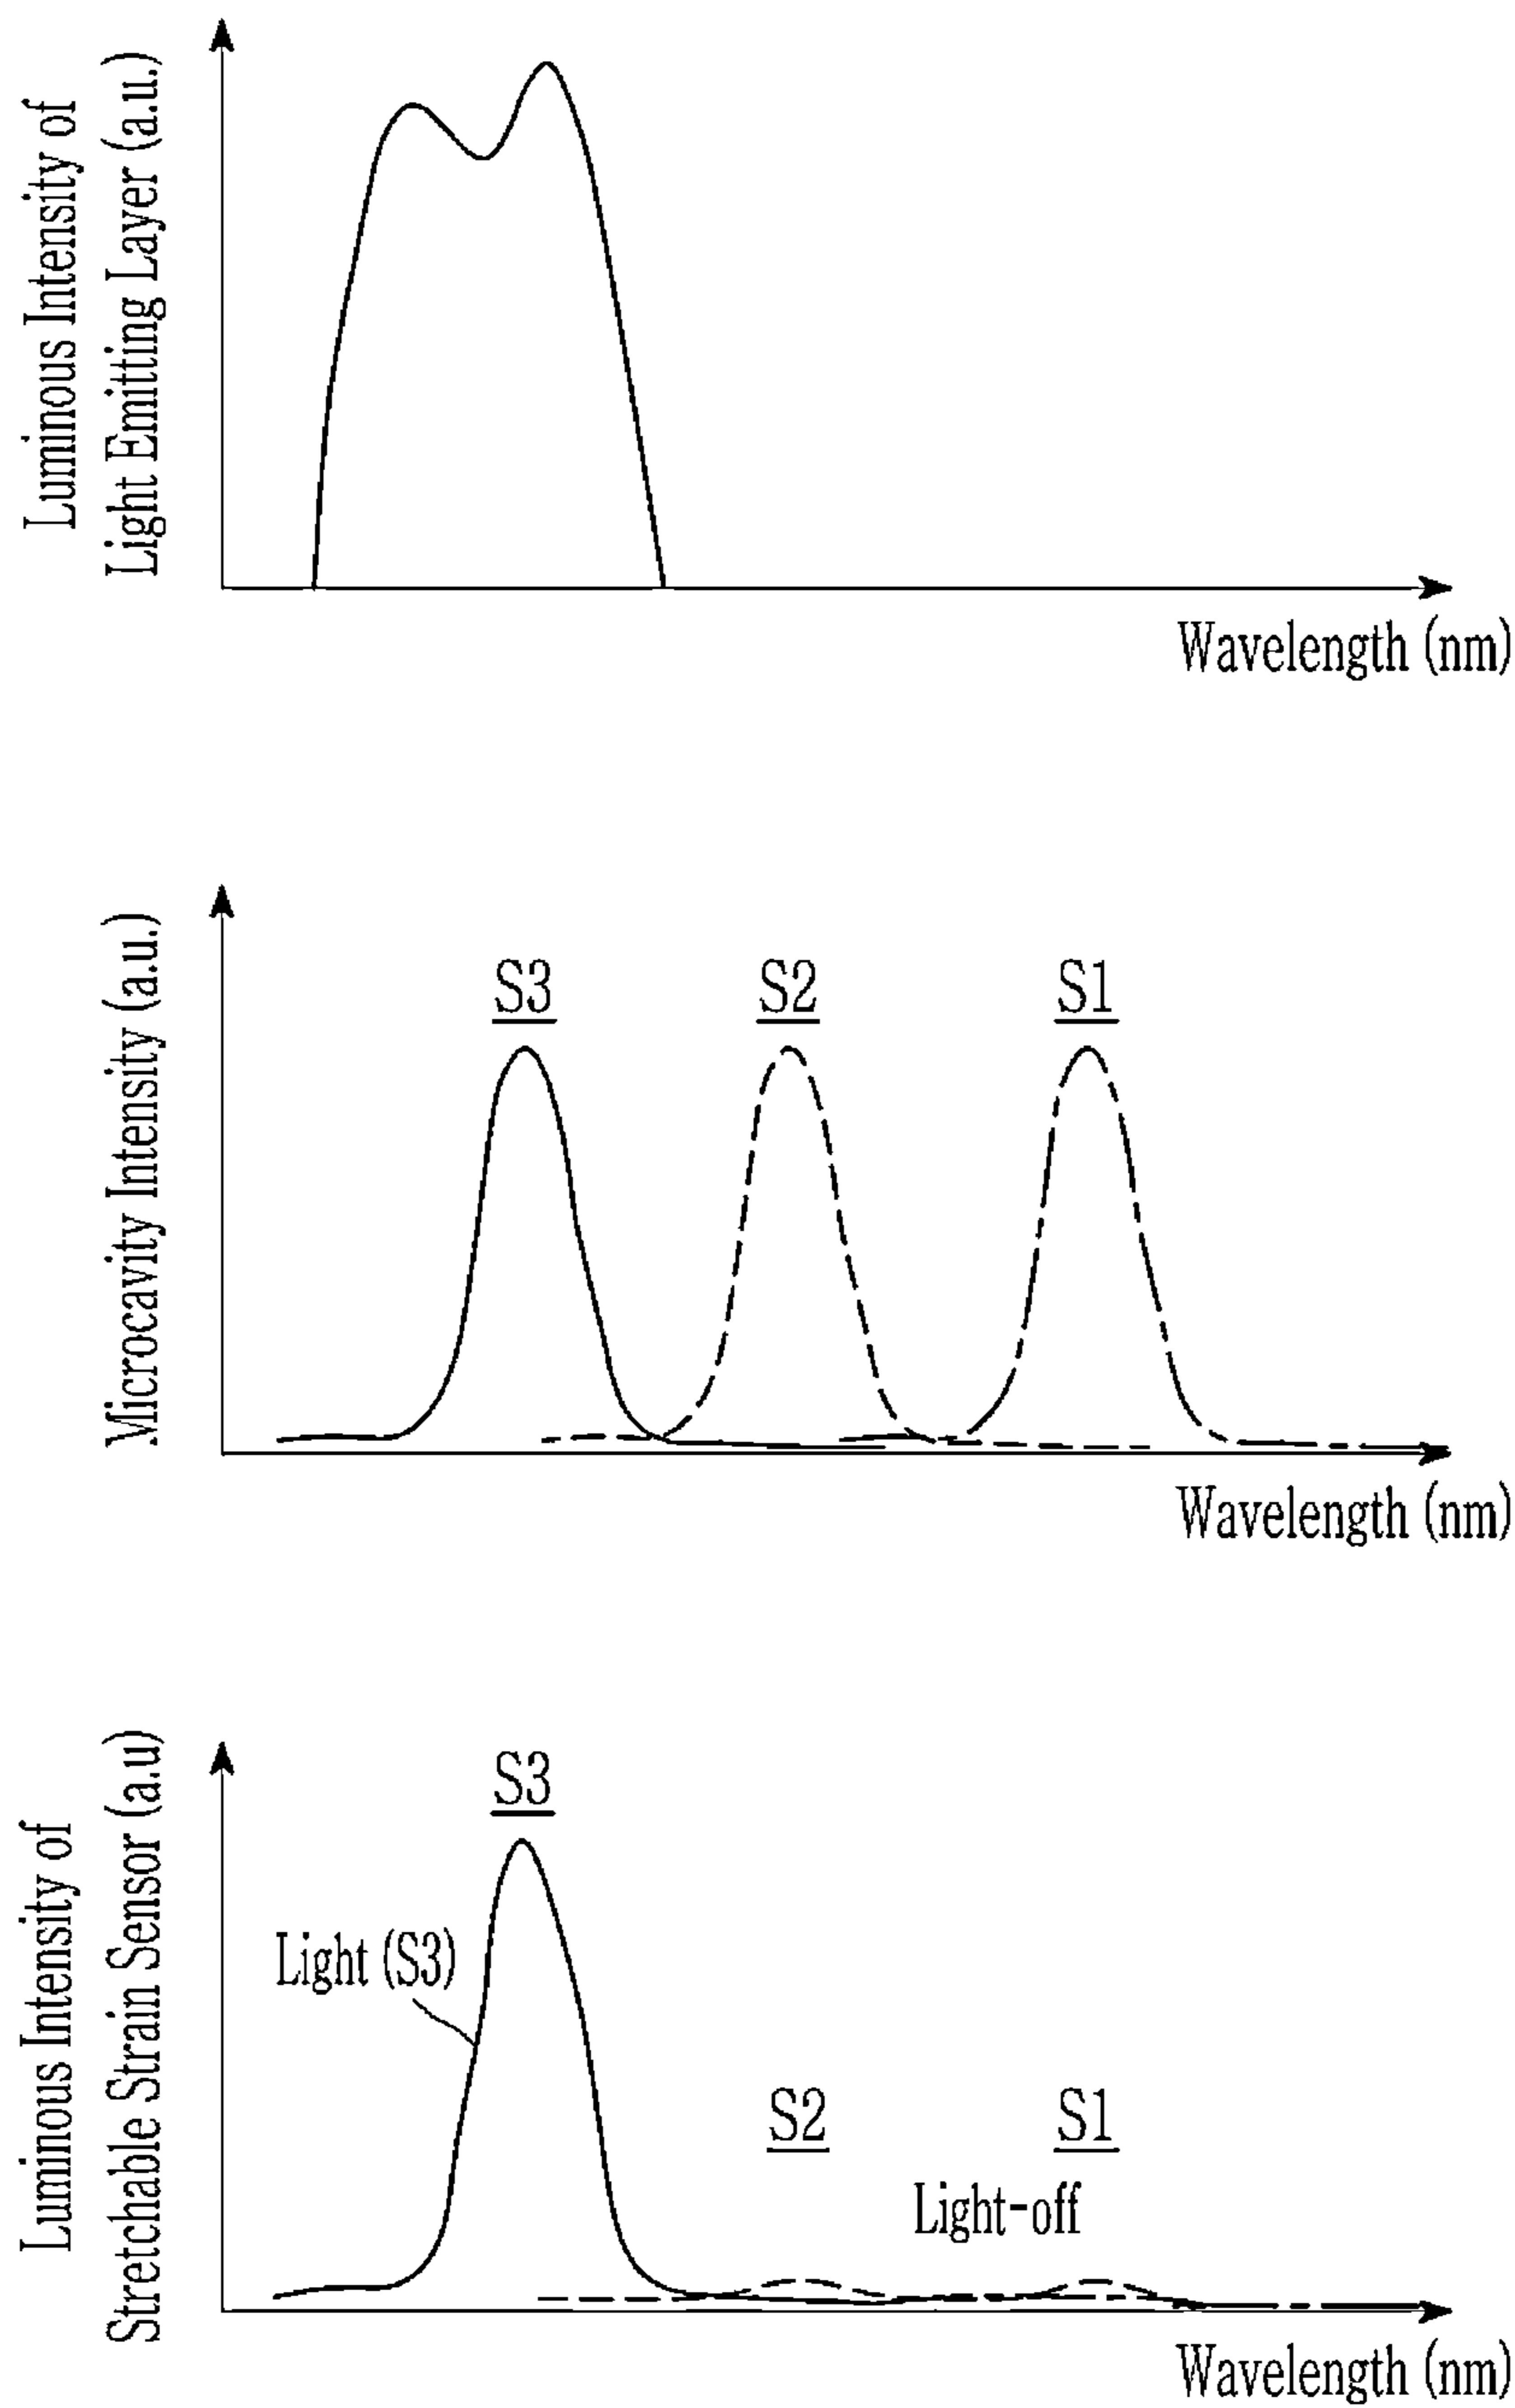 Luminous Intensity of
Light Emitting Layer (a.u.)
Wavelength (nm)
Microcavity Intensity (a.u.)
S3
S2
S1
Wavelength (nm)
Luminous Intensity of
Stretchable Strain Sensor (a.u)
S3
Light (S3)
S2
S1
Light-off
Wavelength (nm)